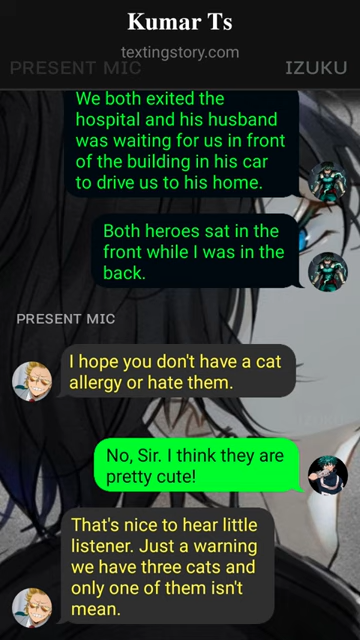 Kumar Ts
textingstory.com
PRESENT MIC
IZUKU
We both exited the
hospital and his husband
was waiting for us in front
of the building in his car
to drive us to his home.
Both heroes sat in the
front while I was in the
back.
PRESENT MIC
I hope you don't have a cat
allergy or hate them.
IZUKU
No, Sir. I think they are
pretty cute!
That's nice to hear little
listener. Just a warning
we have three cats and
only one of them isn't
mean.